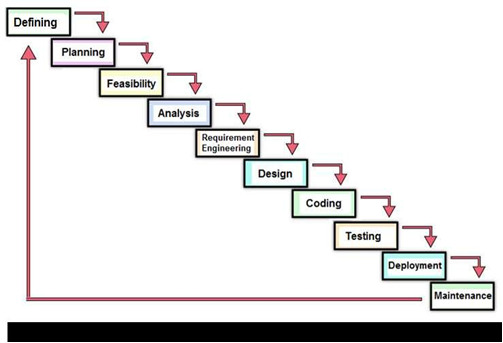 Defining
Planning
Feasibility
Analysis
Requirement
Engineering
Design
Coding
Testing
Deployment
Maintenance